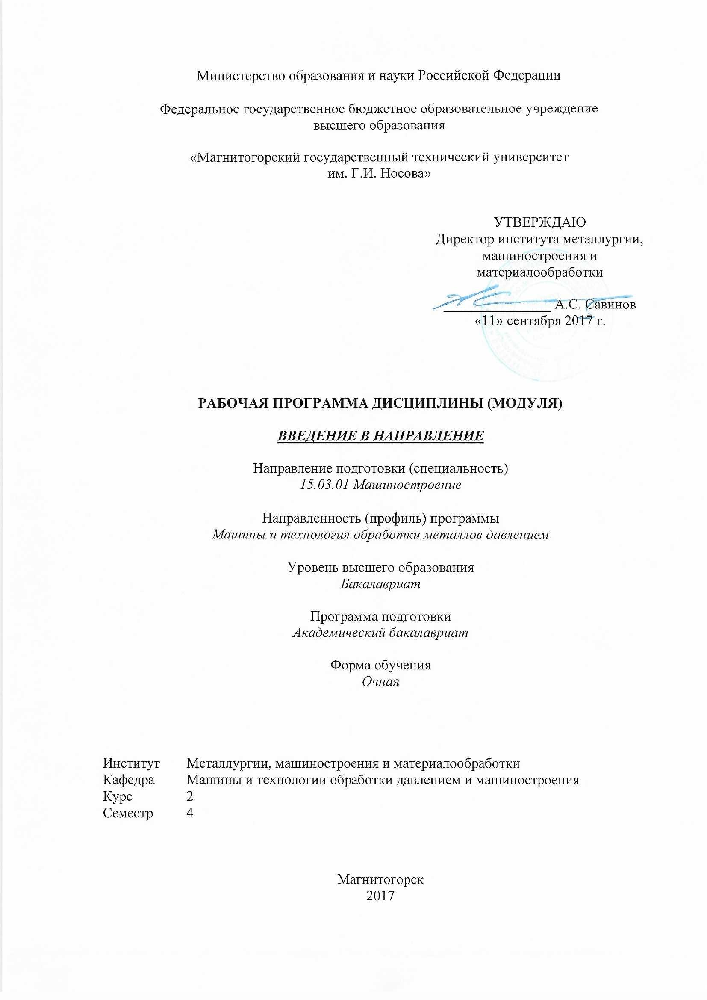 Министерство образования и науки Российской Федерации
Федеральное государственное бюджетное образовательное учреждение
высшего образования
«Магнитогорский государственный технический университет
им. Г.И. Носова»
УТВЕРЖДАЮ
Директор института металлургии,
машиностроения и
материалообработки
А.С. Савинов
«11» сентября 2017 г.
РАБОЧАЯ ПРОГРАММА ДИСЦИПЛИНЫ (МОДУЛЯ)
ВВЕДЕНИЕ В НАПРАВЛЕНИЕ
Направление подготовки (специальность)
15.03.01 Машиностроение
Направленность (профиль) программы
Машины и технология обработки металлов давлением
Уровень высшего образования
Бакалавриат
Программа подготовки
Академический бакалавриат
Форма обучения
Очная
Институт Металлургии, машиностроения и материалообработки
Кафедра Машины и технологии обработки давлением и машиностроения
Курс 2
Семестр 4
Магнитогорск
2017